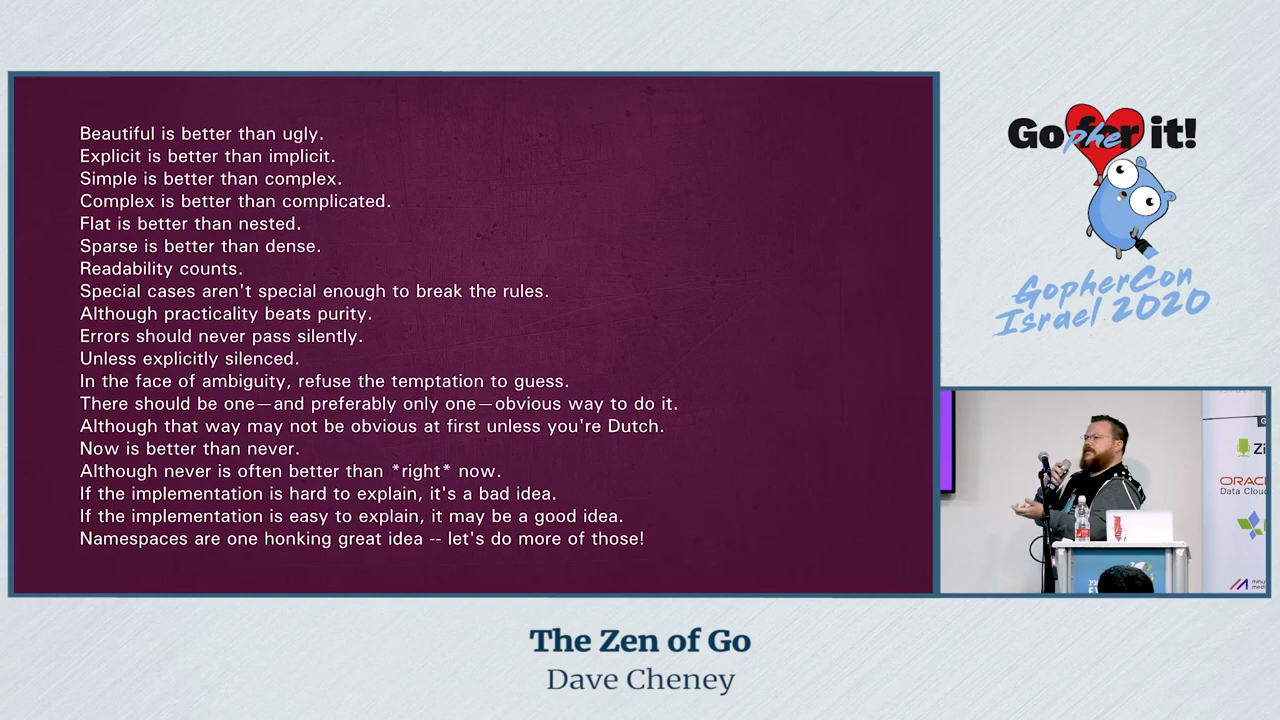 Beautiful is better than ugly.
Explicit is better than implicit.
Simple is better than complex.
Complex is better than complicated.
Flat is better than nested.
Sparse is better than dense.
Readability counts.
Special cases aren't special enough to break the rules.
Although practicality beats purity.
Errors should never pass silently.
Unless explicitly silenced.
In the face of ambiguity, refuse the temptation to guess.
There should be one—and preferably only one—obvious way to do it.
Although that way may not be obvious at first unless you're Dutch.
Now is better than never.
Although never is often better than *right* now.
If the implementation is hard to explain, it's a bad idea.
If the implementation is easy to explain, it may be a good idea.
Namespaces are one honking great idea -- let's do more of those!
Go pher it!
GopherCon
Israel 2020
Zi
ORAC
Data Cloud
The Zen of Go
Dave Cheney